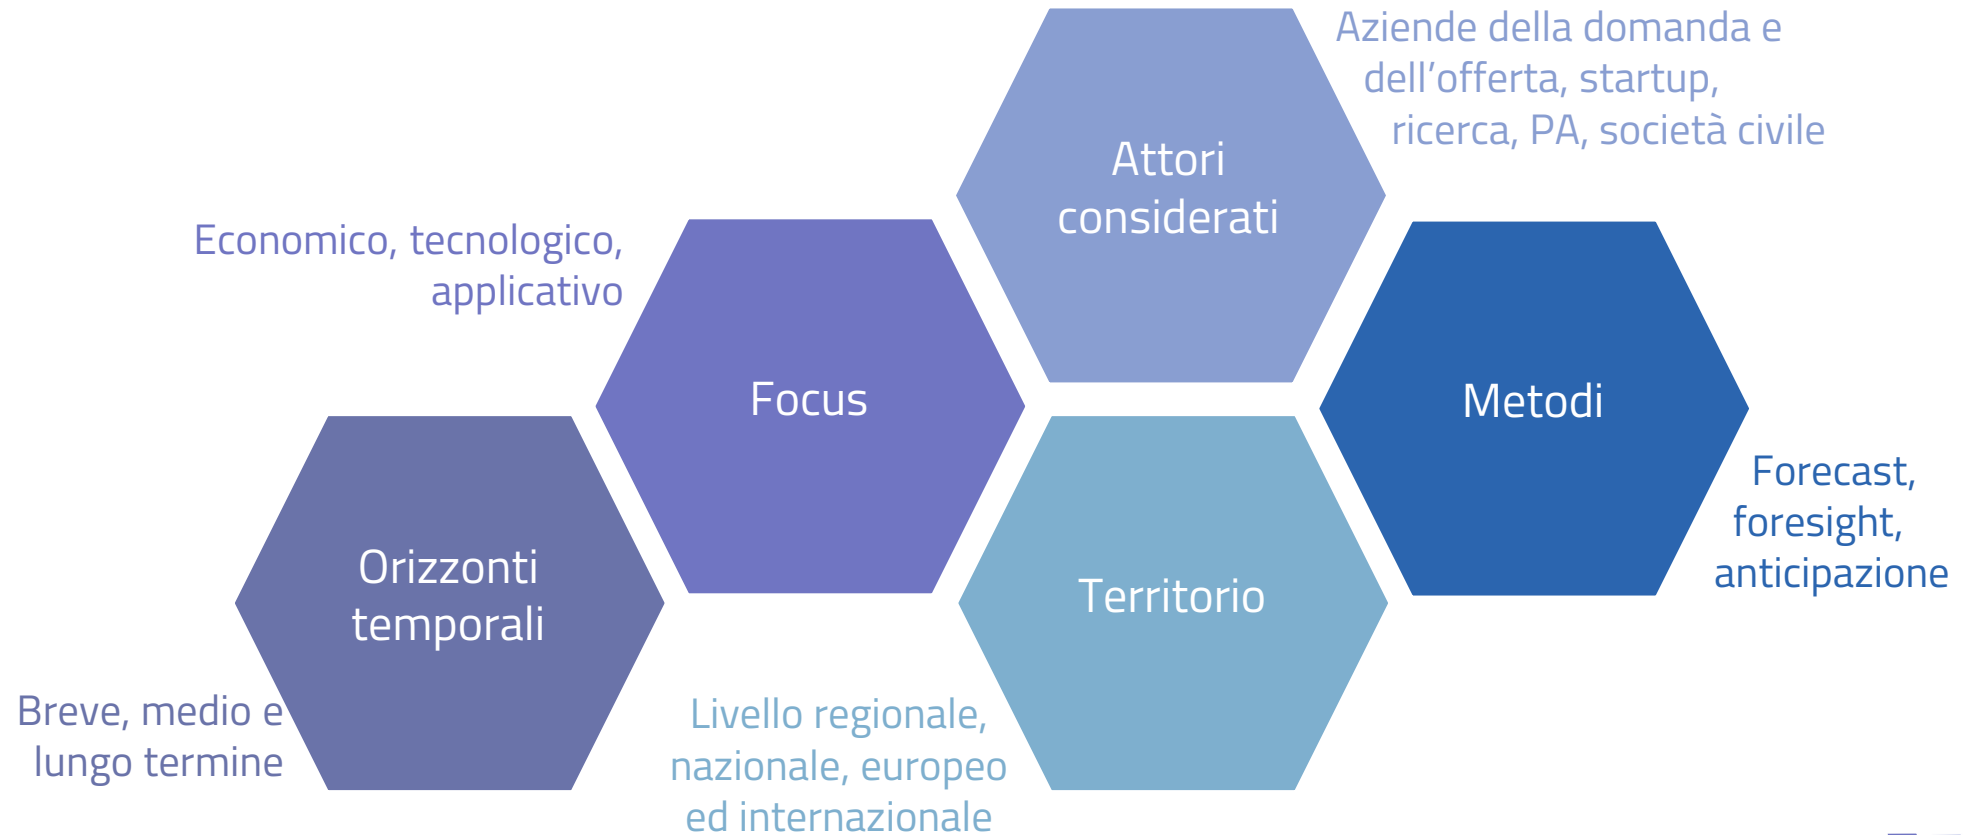 Aziende della domanda e
dell’offerta, startup,
ricerca, PA, società civile
Attori
considerati
Economico, tecnologico,
applicativo
Focus
Metodi
Forecast,
foresight,
anticipazione
Orizzonti
temporali
Territorio
Breve, medio e
lungo termine
Livello regionale,
nazionale, europeo
ed internazionale